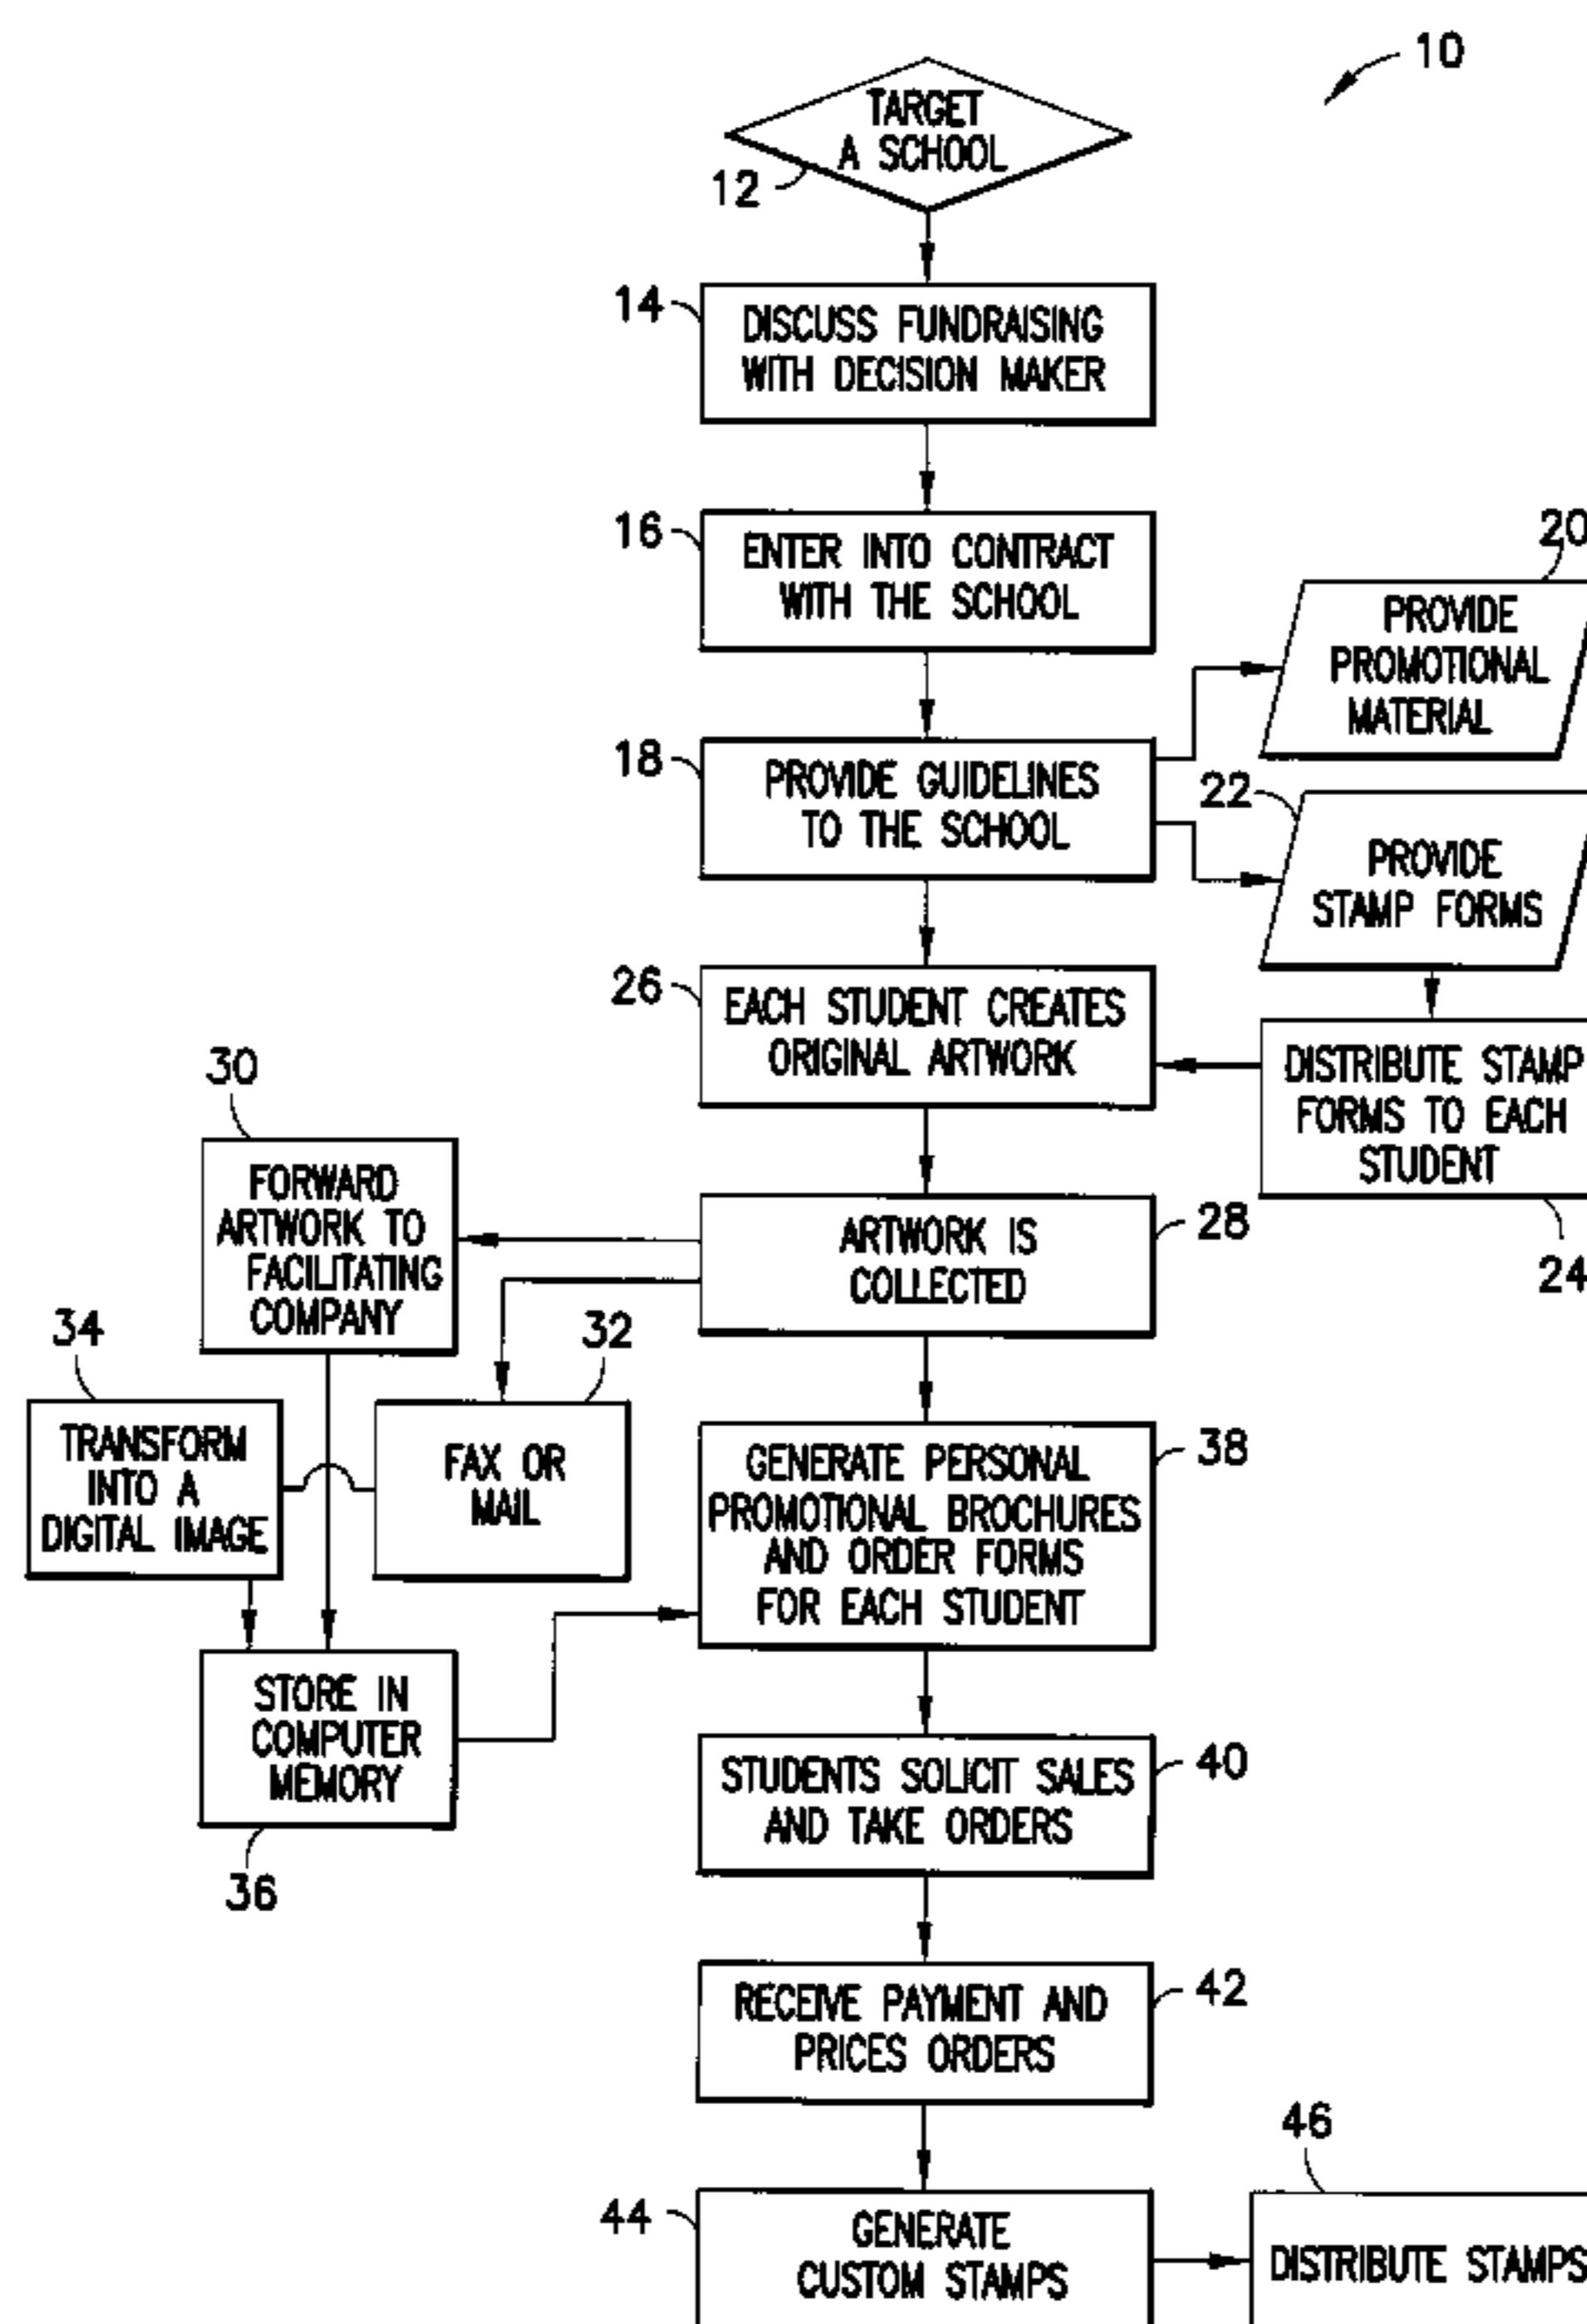 10
TARGET
A SCHOOL
12
14
DISCUSS FUNDRAISING
WITH DECISION MAKER
16
ENTER INTO CONTRACT
WITH THE SCHOOL
20
PROVIDE
PROMOTIONAL
MATERIAL
18
PROVIDE GUIDELINES
TO THE SCHOOL
22
PROVIDE
STAMP FORMS
26
EACH STUDENT CREATES
ORIGINAL ARTWORK
DISTRIBUTE STAMP
FORMS TO EACH
STUDENT
24
30
FORWARD
ARTWORK TO
FACILITATING
COMPANY
ARTWORK IS
COLLECTED
28
34
TRANSFORM
INTO A
DIGITAL IMAGE
32
FAX OR
MAIL
GENERATE PERSONAL
PROMOTIONAL BROCHURES
AND ORDER FORMS
FOR EACH STUDENT
38
STORE IN
COMPUTER
MEMORY
36
STUDENTS SOLICIT SALES
AND TAKE ORDERS
40
RECEIVE PAYMENT AND
PRICES ORDERS
42
44
GENERATE
CUSTOM STAMPS
46
DISTRIBUTE STAMPS